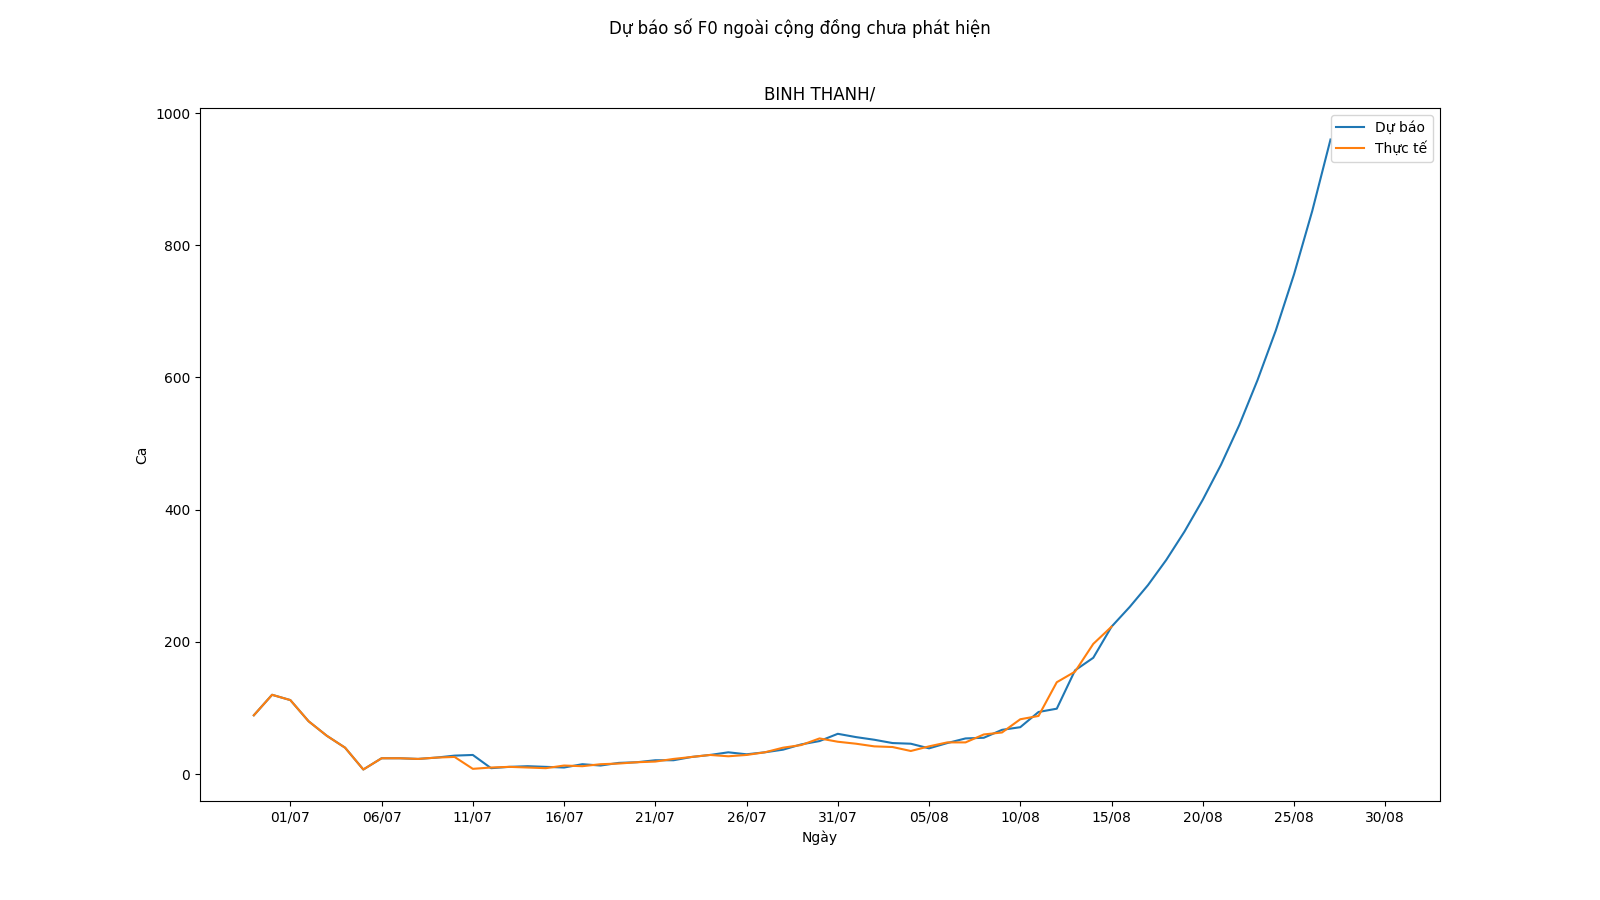 Dự báo số F0 ngoài cộng đồng chưa phát hiện
BINH THANH/
1000
800
600
400
200
0
Ca
Dự báo
Thực tế
01/07 06/07 11/07 16/07 21/07 26/07 31/07 05/08 10/08 15/08 20/08 25/08 30/08
Ngày